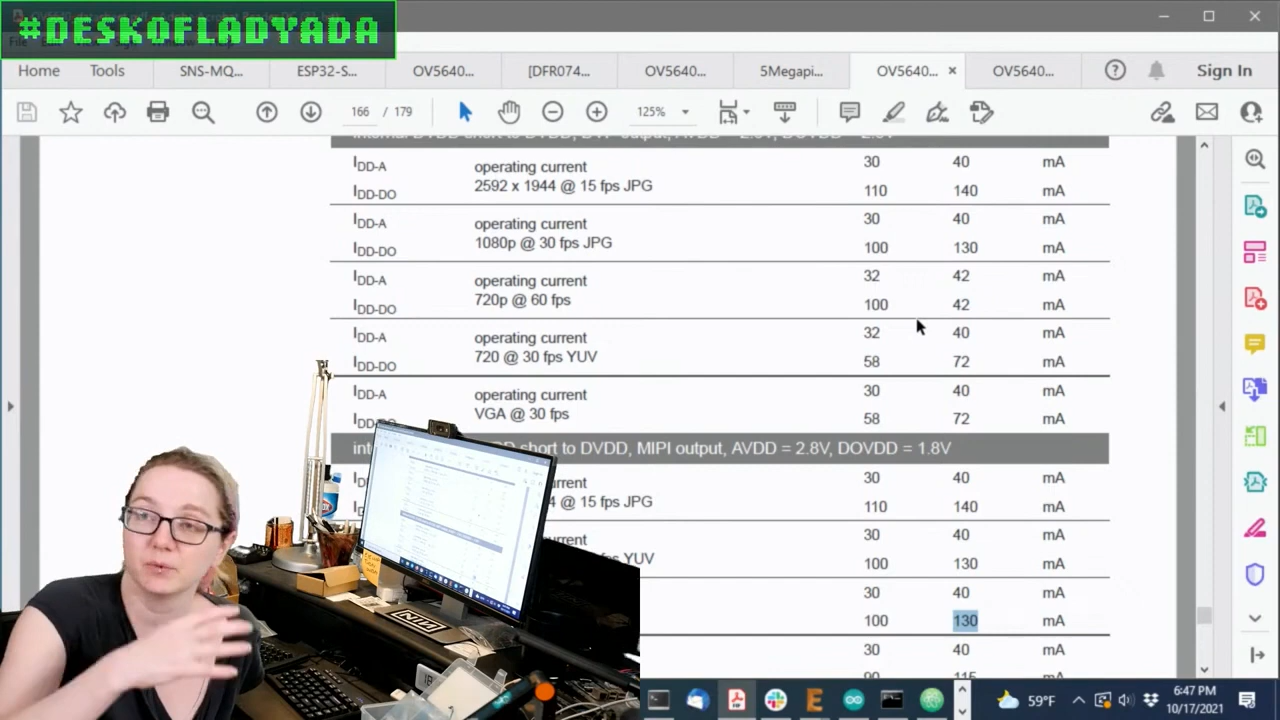 #DESKOFLADYADA
Home Tools SNS-MQ... ESP32-S... OV5640... [DFR074... OV5640... 5Megapi... OV5640... × OV5640... Sign In
166 / 179 125%
IDD-A operating current 30 40 mA
IDD-DO 2592 x 1944 @ 15 fps JPG 110 140 mA
IDD-A operating current 30 40 mA
IDD-DO 1080p @ 30 fps JPG 100 130 mA
IDD-A operating current 32 42 mA
IDD-DO 720p @ 60 fps 100 42 mA
IDD-A operating current 32 40 mA
IDD-DO 720 @ 30 fps YUV 58 72 mA
IDD-A operating current 30 40 mA
VGA @ 30 fps 58 72 mA
short to DVDD, MIPI output, AVDD = 2.8V, DOVDD = 1.8V
30 40 mA
@ 15 fps JPG 110 140 mA
30 40 mA
fps YUV 100 130 mA
30 40 mA
100 130 mA
30 40 mA
59°F
6:47 PM
10/17/2021